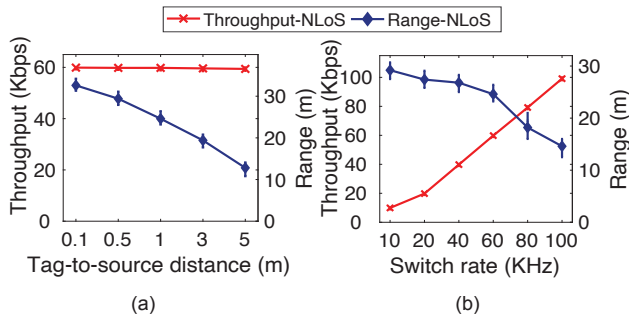 Throughput-NLoS Range-NLoS
Throughput (Kbps)
60
40
20
0
30
20
10
0
Range (m)
0.1 0.5 1 3 5
Tag-to-source distance (m)
(a)
Throughput (Kbps)
100
80
60
40
20
0
30
20
10
0
Range (m)
10 20 40 60 80 100
Switch rate (KHz)
(b)